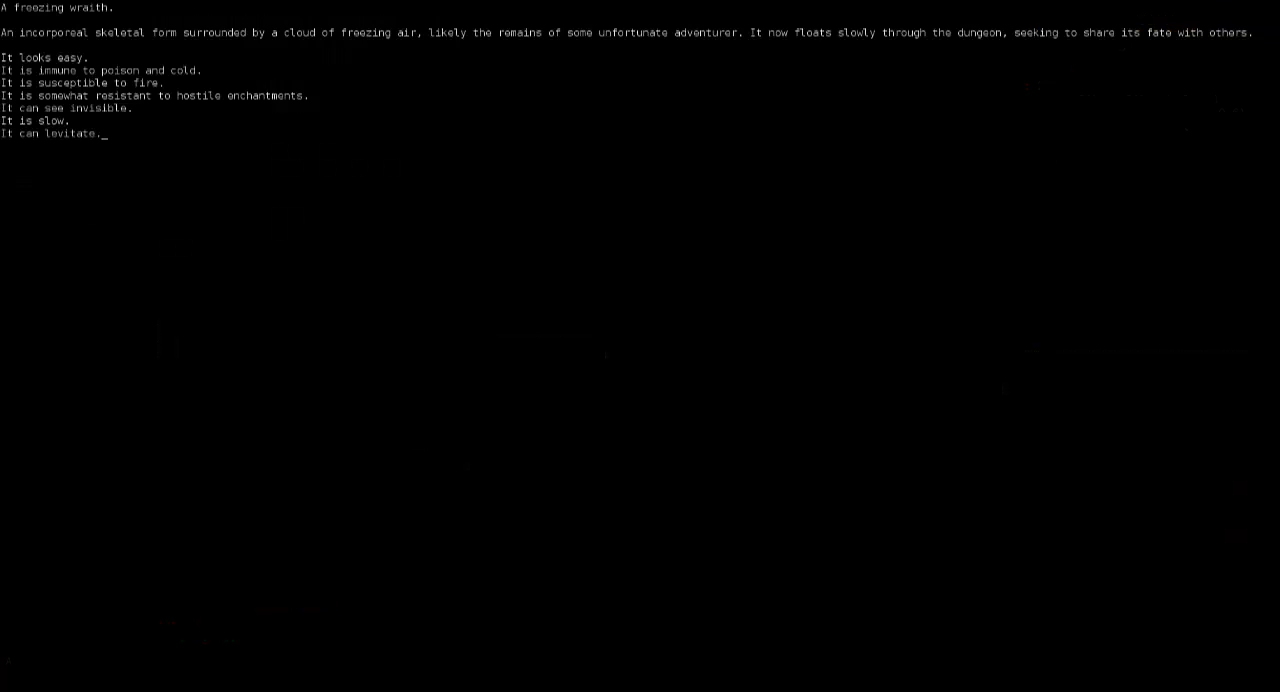 A freezing wraith.
An incorporeal skeletal form surrounded by a cloud of freezing air, likely the remains of some unfortunate adventurer. It now floats slowly through the dungeon, seeking to share its fate with others.
It looks easy.
It is immune to poison and cold.
It is susceptible to fire.
It is somewhat resistant to hostile enchantments.
It can see invisible.
It is slow.
It can levitate._